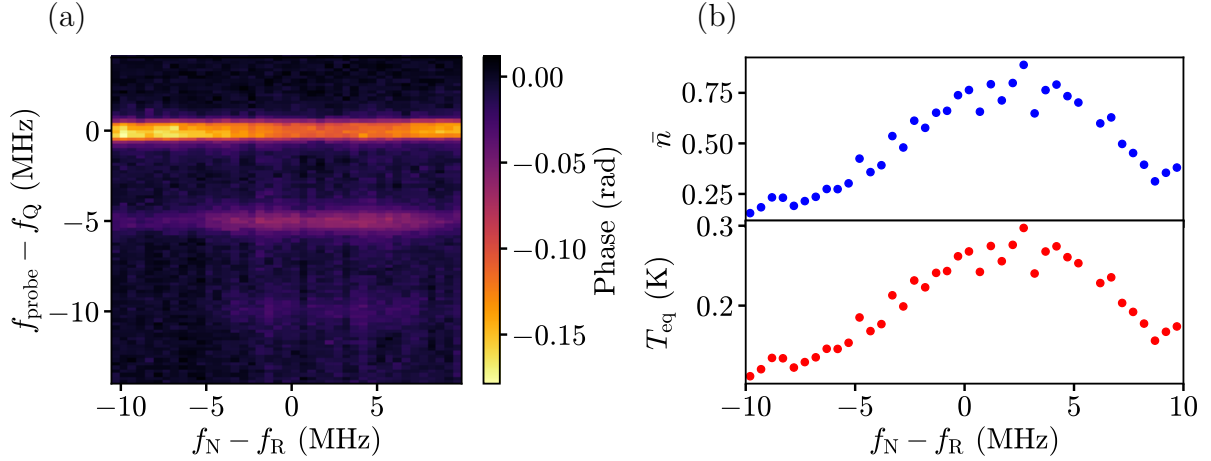 (a)
f_probe − f_Q (MHz)
0
−5
−10
−10 −5 0 5
f_N − f_R (MHz)
0.00
−0.05
−0.10
−0.15
Phase (rad)
(b)
n̄
0.75
0.50
0.25
T_eq (K)
0.3
0.2
−10 −5 0 5 10
f_N − f_R (MHz)